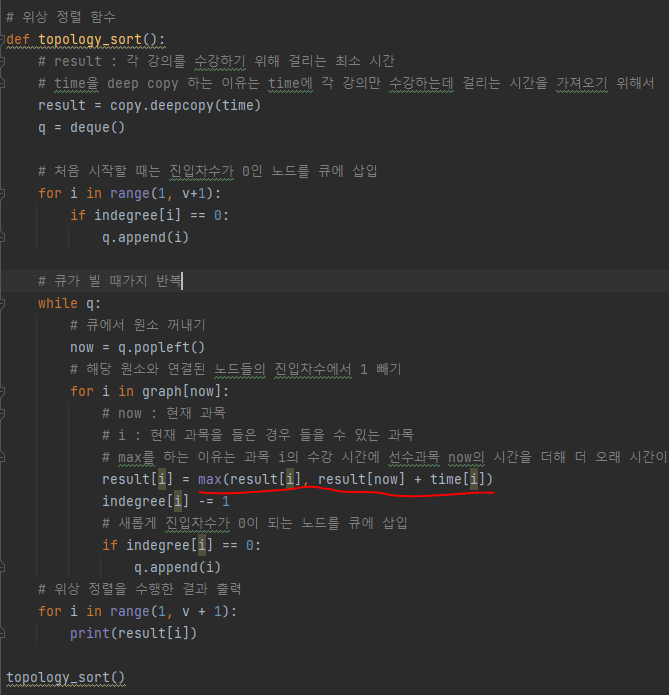 # 위상 정렬 함수
def topology_sort():
    # result : 각 강의를 수강하기 위해 걸리는 최소 시간
    # time을 deep copy 하는 이유는 time에 각 강의만 수강하는데 걸리는 시간을 가져오기 위해서
    result = copy.deepcopy(time)
    q = deque()
    # 처음 시작할 때는 진입차수가 0인 노드를 큐에 삽입
    for i in range(1, v+1):
        if indegree[i] == 0:
            q.append(i)
    # 큐가 빌 때가지 반복
    while q:
        # 큐에서 원소 꺼내기
        now = q.popleft()
        # 해당 원소와 연결된 노드들의 진입차수에서 1 빼기
        for i in graph[now]:
            # now : 현재 과목
            # i : 현재 과목을 들은 경우 들을 수 있는 과목
            # max를 하는 이유는 과목 i의 수강 시간에 선수과목 now의 시간을 더해 더 오래 시간이
            result[i] = max(result[i], result[now] + time[i])
            indegree[i] -= 1
            # 새롭게 진입차수가 0이 되는 노드를 큐에 삽입
            if indegree[i] == 0:
                q.append(i)
    # 위상 정렬을 수행한 결과 출력
    for i in range(1, v + 1):
        print(result[i])
topology_sort()